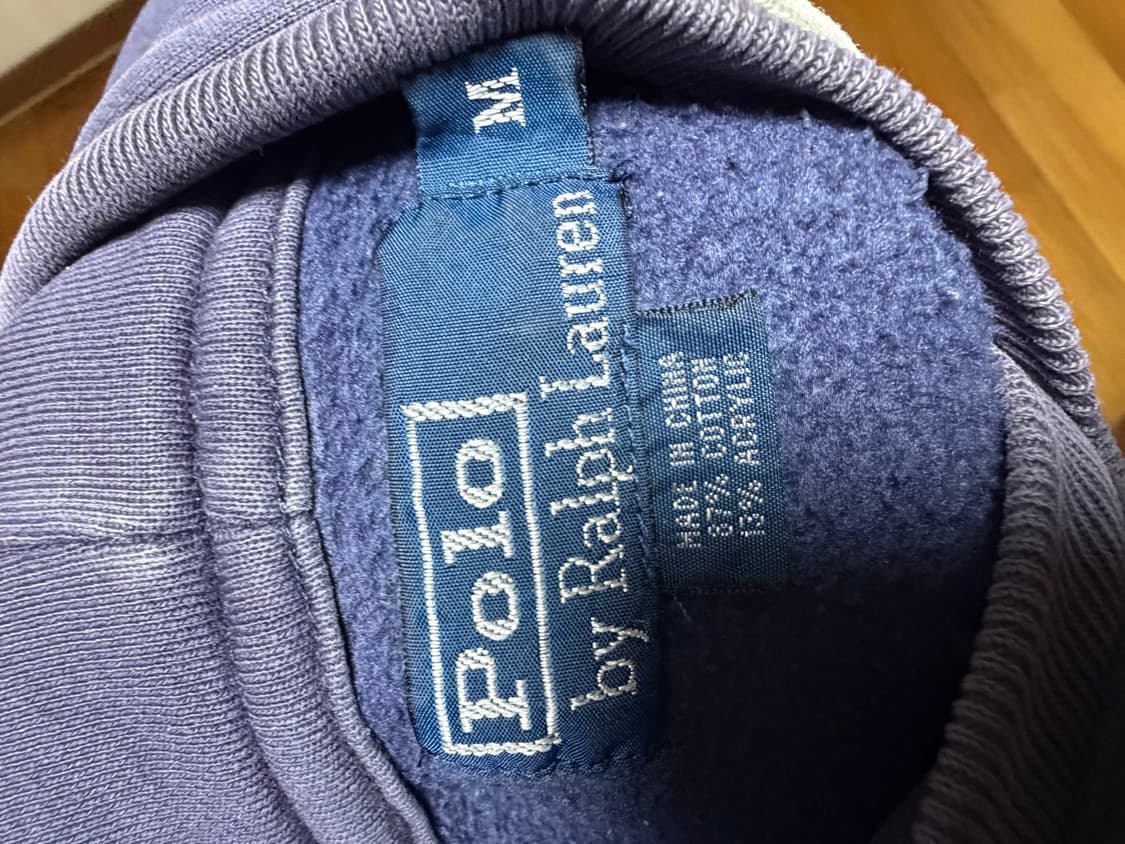 M
Polo
by Ralph Lauren
MADE IN CHINA
87% COTTON
13% ACRYLIC